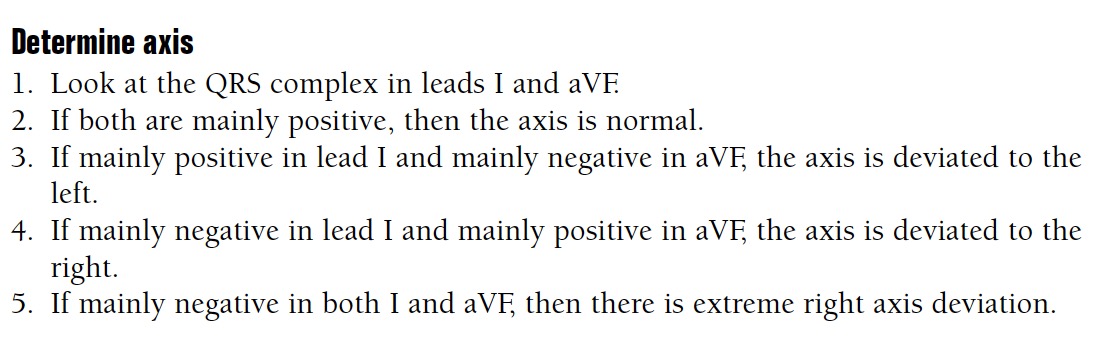 Determine axis
1. Look at the QRS complex in leads I and aVF.
2. If both are mainly positive, then the axis is normal.
3. If mainly positive in lead I and mainly negative in aVF, the axis is deviated to the
left.
4. If mainly negative in lead I and mainly positive in aVF, the axis is deviated to the
right.
5. If mainly negative in both I and aVF, then there is extreme right axis deviation.